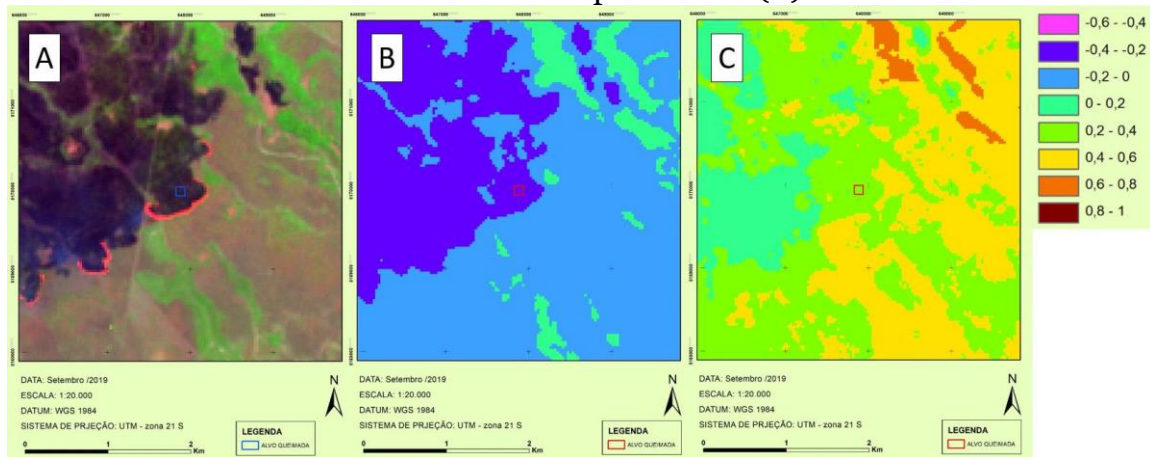 A
B
C
-0,6 - -0,4
-0,4 - -0,2
-0,2 - 0
0 - 0,2
0,2 - 0,4
0,4 - 0,6
0,6 - 0,8
0,8 - 1
DATA: Setembro /2019
ESCALA: 1:20.000
DATUM: WGS 1984
SISTEMA DE PRJEÇÃO: UTM - zona 21 S
0 1 2
Km
N
LEGENDA
ALVO QUEIMADA
DATA: Setembro /2019
ESCALA: 1:20.000
DATUM: WGS 1984
SISTEMA DE PRJEÇÃO: UTM - zona 21 S
0 1 2
Km
N
LEGENDA
ALVO QUEIMADA
DATA: Setembro /2019
ESCALA: 1:20.000
DATUM: WGS 1984
SISTEMA DE PRJEÇÃO: UTM - zona 21 S
0 1 2
Km
N
LEGENDA
ALVO QUEIMADA